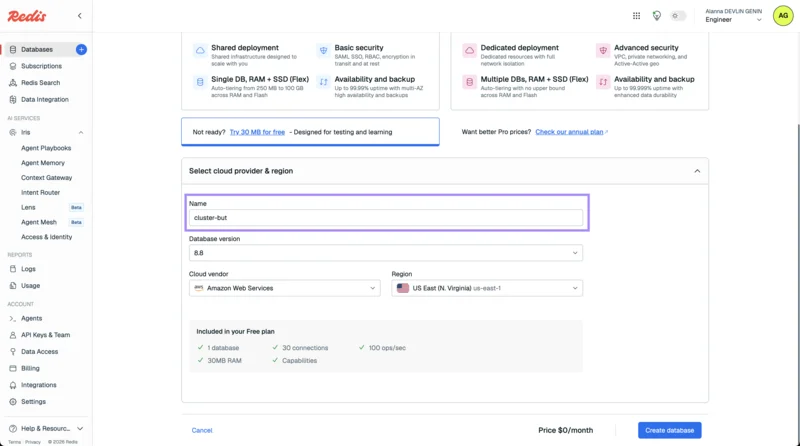 Redis
Alanna DEVLIN GENIN
Engineer
AG
Databases
Subscriptions
Redis Search
Data Integration
AI SERVICES
Iris
Agent Playbooks
Agent Memory
Context Gateway
Intent Router
Lens
Beta
Agent Mesh
Beta
Access & Identity
REPORTS
Logs
Usage
ACCOUNT
Agents
API Keys & Team
Data Access
Billing
Integrations
Settings
Help & Resourc...
Terms
Privacy
© 2026 Redis
Shared deployment
Shared infrastructure designed to
scale with you
Basic security
SAML SSO, RBAC, encryption in
transit and at rest
Single DB, RAM + SSD (Flex)
Auto-tiering from 250 MB to 100 GB
across RAM and Flash
Availability and backup
Up to 99.99% uptime with multi-AZ
high availability and backups
Dedicated deployment
Dedicated resources with full
network isolation
Advanced security
VPC, private networking, and
Active-Active geo
Multiple DBs, RAM + SSD (Flex)
Auto-tiering with no upper bound
across RAM and Flash
Availability and backup
Up to 99.999% uptime with
enhanced data durability
Not ready? Try 30 MB for free - Designed for testing and learning
Want better Pro prices? Check our annual plan
Select cloud provider & region
Name
cluster-but
Database version
8.8
Cloud vendor
aws Amazon Web Services
Region
US East (N. Virginia) us-east-1
Included in your Free plan
1 database
30 connections
100 ops/sec
30MB RAM
Capabilities
Cancel
Price $0/month
Create database